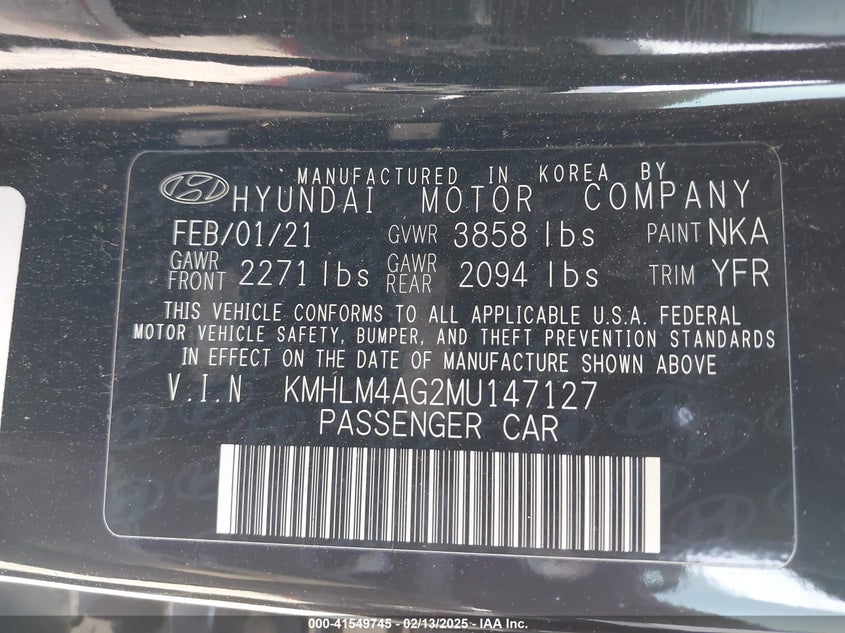 MANUFACTURED IN KOREA BY
HYUNDAI MOTOR COMPANY
FEB/01/21 GVWR 3858 lbs PAINT NKA
GAWR FRONT 2271 lbs GAWR REAR 2094 lbs TRIM YFR
THIS VEHICLE CONFORMS TO ALL APPLICABLE U.S.A. FEDERAL
MOTOR VEHICLE SAFETY, BUMPER, AND THEFT PREVENTION STANDARDS
IN EFFECT ON THE DATE OF MANUFACTURE SHOWN ABOVE
V.I.N KMHLM4AG2MU147127
PASSENGER CAR
000-41549745 - 02/13/2025 - IAA Inc.